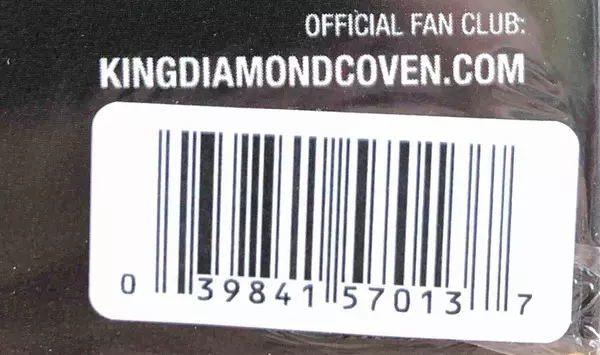 OFFICIAL FAN CLUB:
KINGDIAMONDCOVEN.COM
0 39841 57013 7